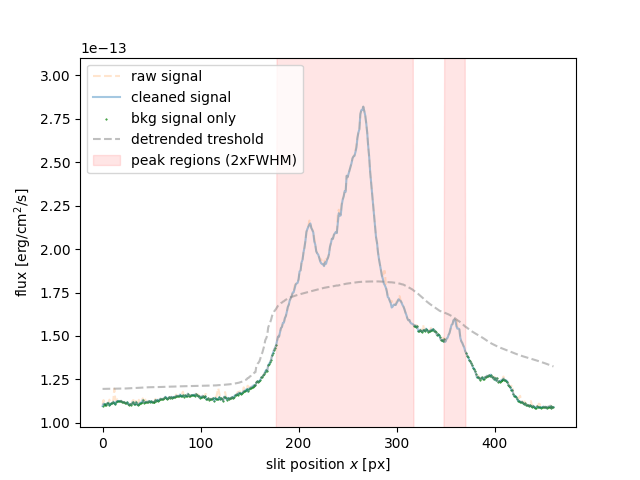 1e−13
3.00
2.75
2.50
2.25
2.00
1.75
1.50
1.25
1.00
flux [erg/cm²/s]
raw signal
cleaned signal
bkg signal only
detrended treshold
peak regions (2xFWHM)
0
100
200
300
400
slit position x [px]